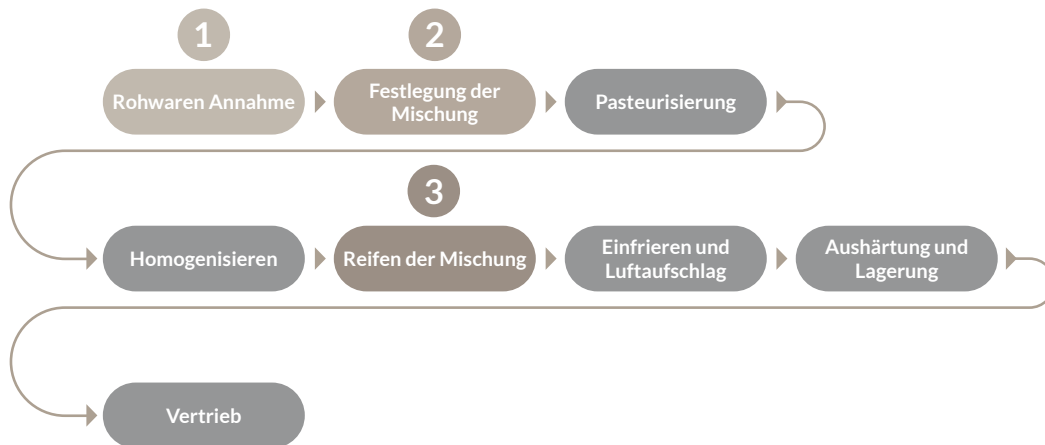 1
2
Rohwaren Annahme
Festlegung der
Mischung
Pasteurisierung
3
Homogenisieren
Reifen der Mischung
Einfrieren und
Luftaufschlag
Aushärtung und
Lagerung
Vertrieb